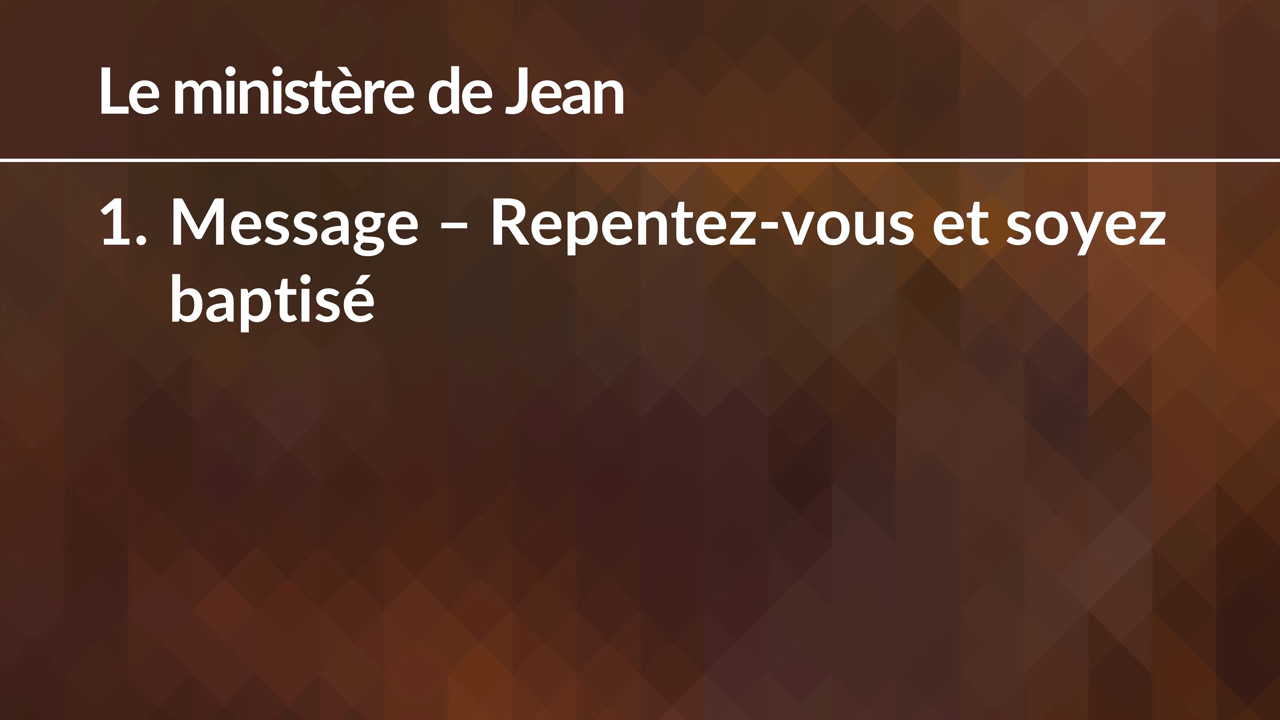 Le ministère de Jean
1. Message – Repentez-vous et soyez
baptisé